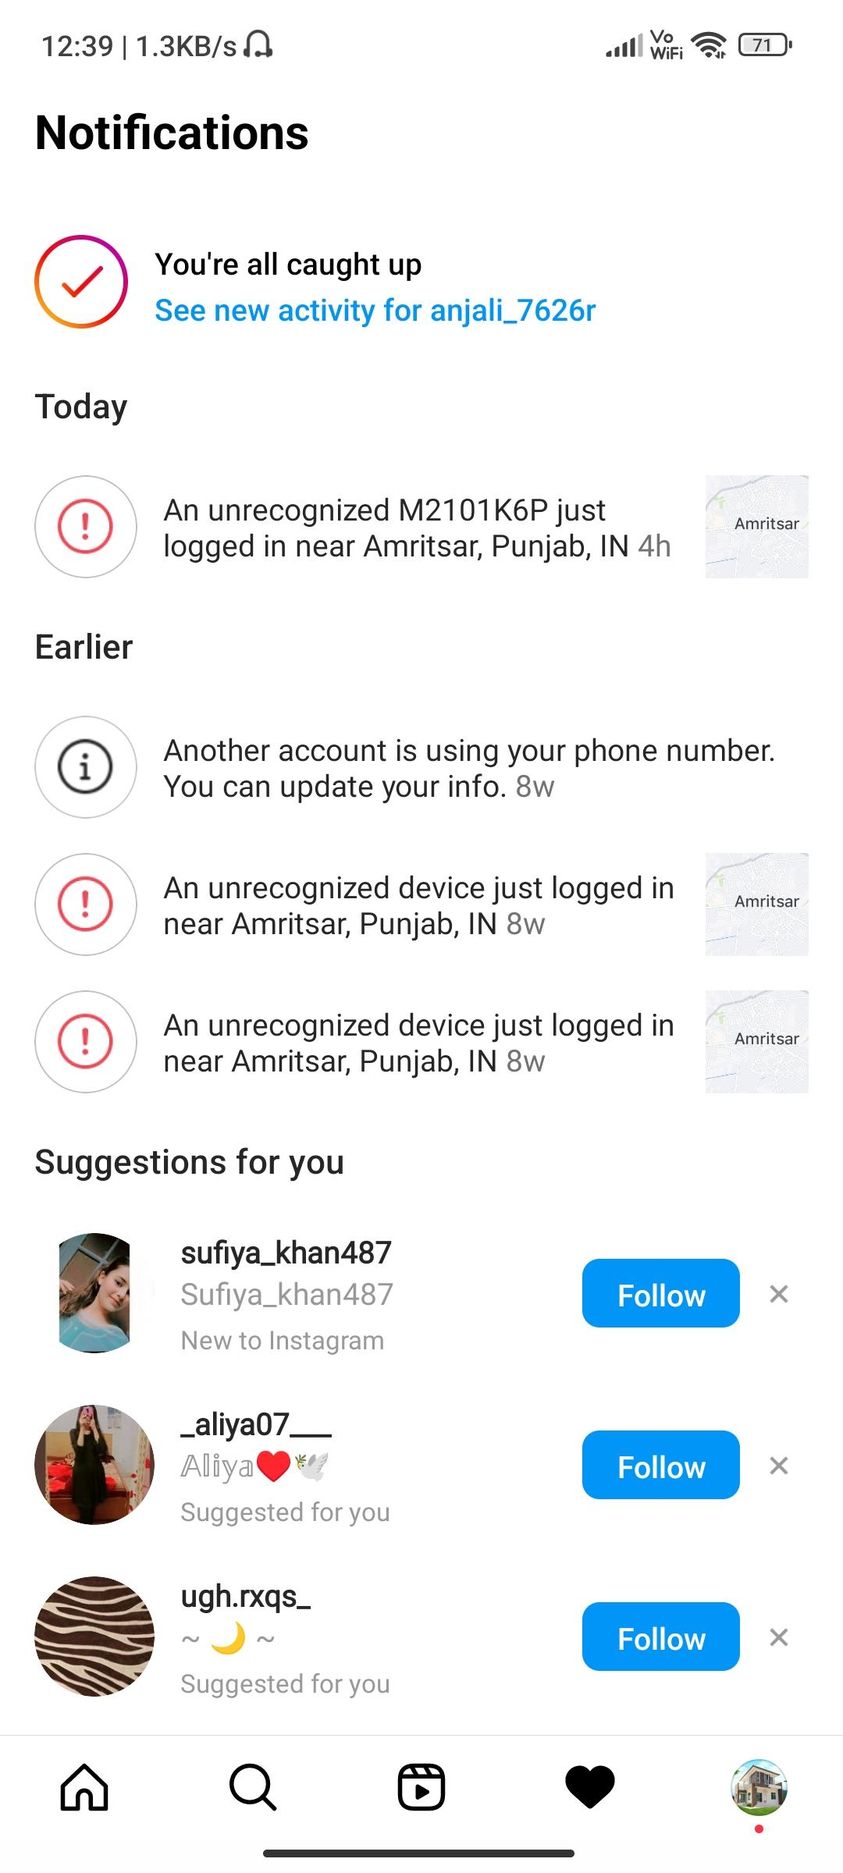 12:39 | 1.3KB/s
Vo
WiFi
71
Notifications
You're all caught up
See new activity for anjali_7626r
Today
An unrecognized M2101K6P just
logged in near Amritsar, Punjab, IN 4h
Amritsar
Earlier
Another account is using your phone number.
You can update your info. 8w
An unrecognized device just logged in
near Amritsar, Punjab, IN 8w
Amritsar
An unrecognized device just logged in
near Amritsar, Punjab, IN 8w
Amritsar
Suggestions for you
sufiya_khan487
Sufiya_khan487
New to Instagram
Follow
_aliya07___
𝔸𝕝𝕚𝕪𝕒❤️🕊️
Suggested for you
Follow
ugh.rxqs_
~ 🌙 ~
Suggested for you
Follow